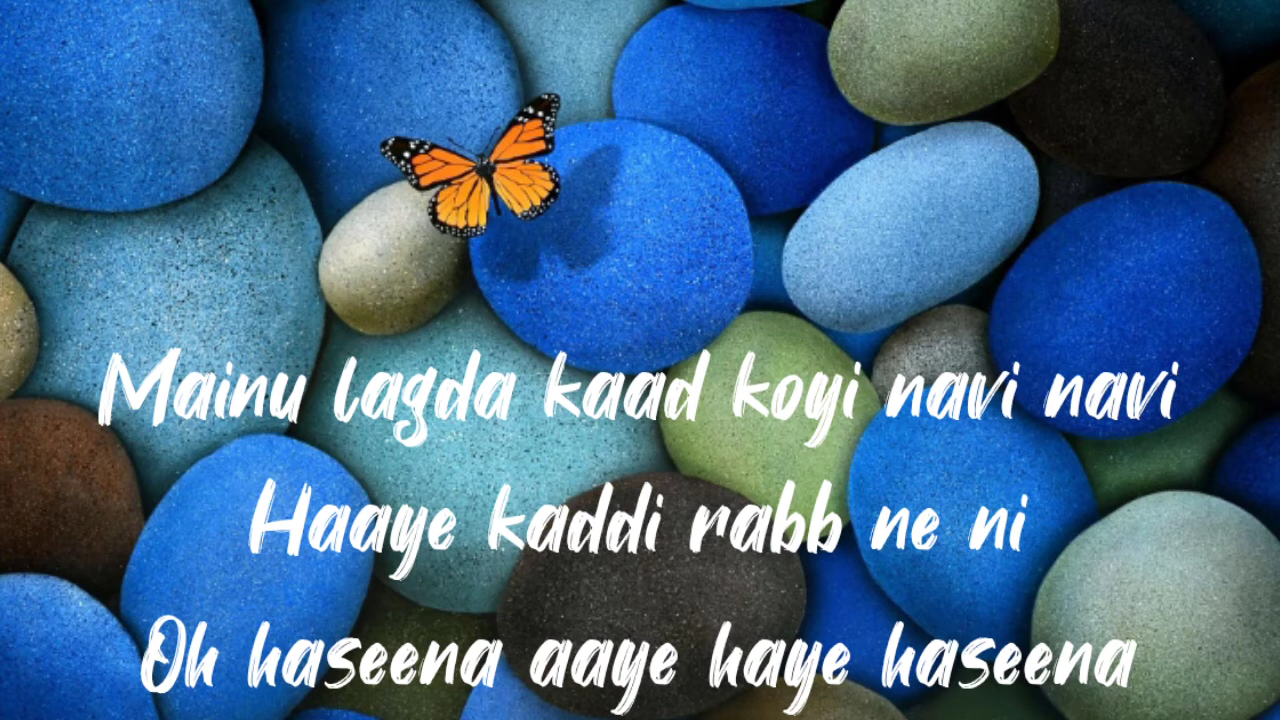 Mainu lagda kaad koyi navi navi
Haaye kaddi rabb ne ni
Oh haseena aaye haye haseena